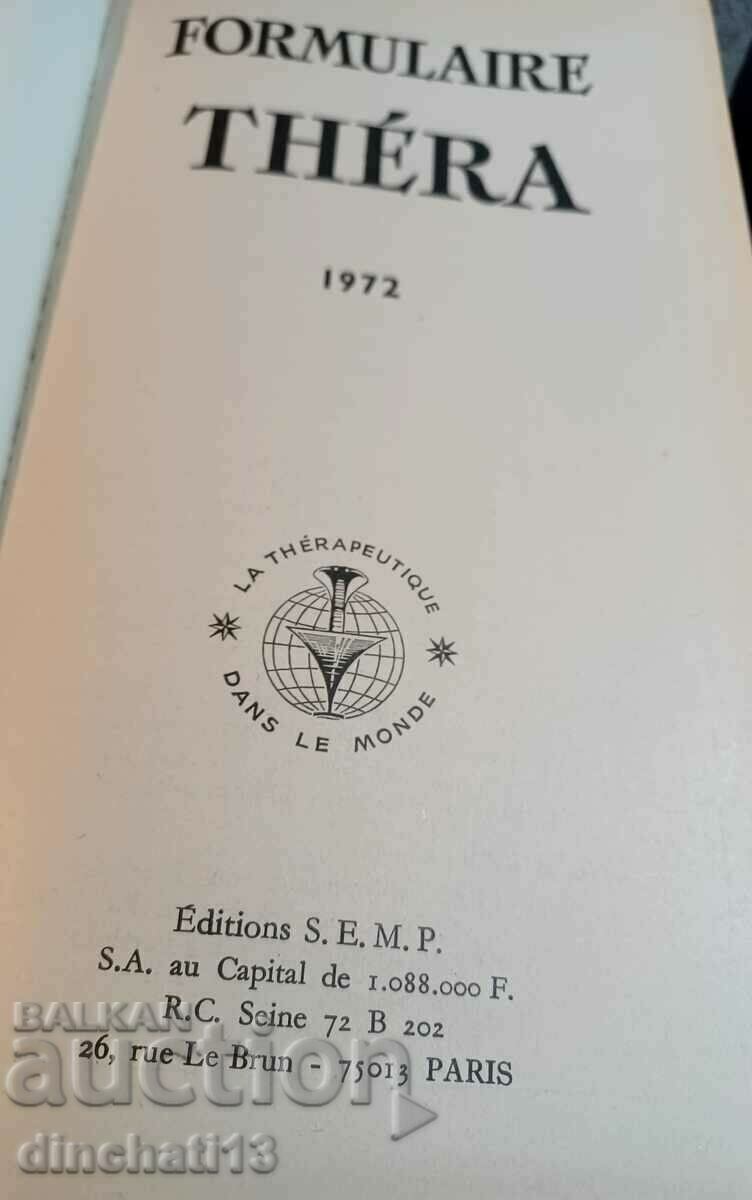 FORMULAIRE
THÉRA
1972
LA THÉRAPEUTIQUE
DANS LE MONDE
Éditions S. E. M. P.
S.A. au Capital de 1.088.000 F.
R.C. Seine 72 B 202
26, rue Le Brun - 75013 PARIS
BALKAN
auction
dinchati13